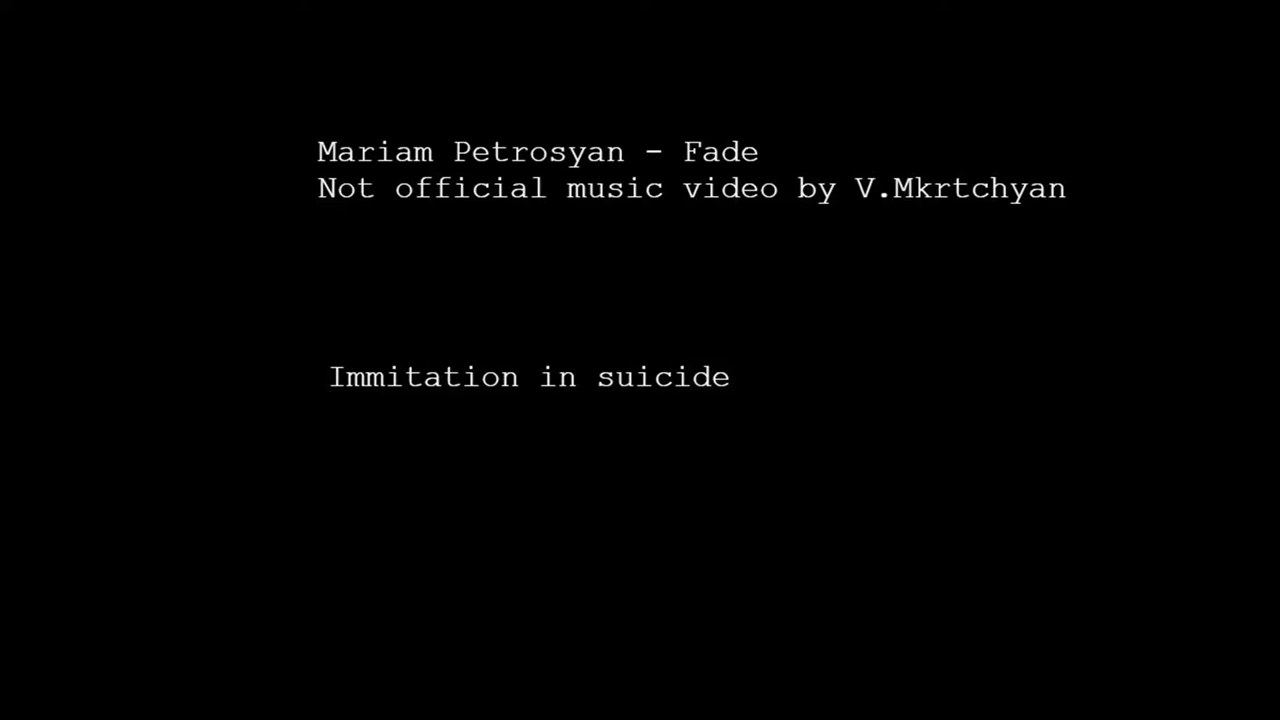 Mariam Petrosyan - Fade
Not official music video by V.Mkrtchyan
Immitation in suicide